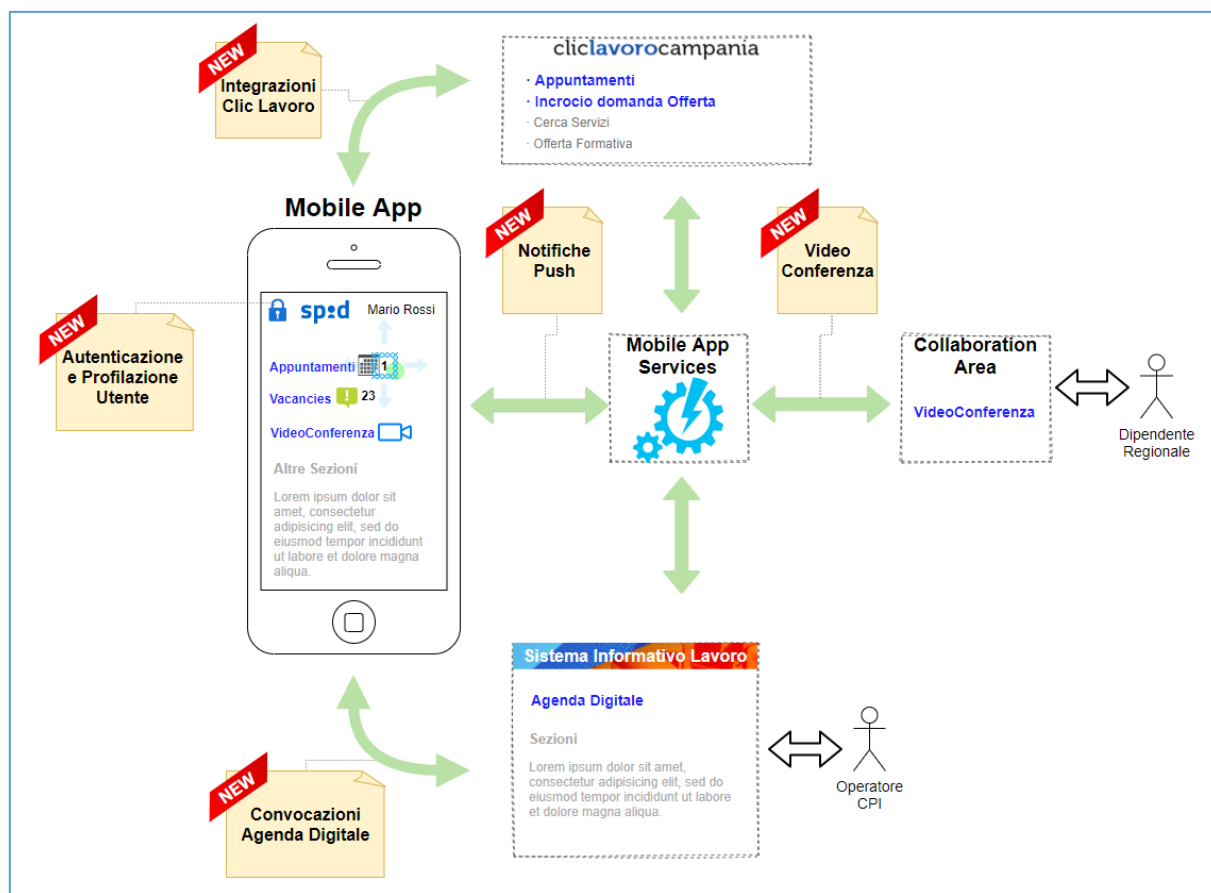 NEW
Integrazioni
Clic Lavoro
cliclavorocampania
· Appuntamenti
· Incrocio domanda Offerta
· Cerca Servizi
· Offerta Formativa
Mobile App
NEW
Notifiche
Push
NEW
Video
Conferenza
NEW
Autenticazione
e Profilazione
Utente
spid
Mario Rossi
Appuntamenti 1
Vacancies 23
VideoConferenza
Altre Sezioni
Lorem ipsum dolor sit
amet, consectetur
adipisicing elit, sed do
eiusmod tempor incididunt
ut labore et dolore magna
aliqua.
Mobile App
Services
Collaboration
Area
VideoConferenza
Dipendente
Regionale
Sistema Informativo Lavoro
Agenda Digitale
Sezioni
Lorem ipsum dolor sit amet,
consectetur adipisicing elit, sed do
eiusmod tempor incididunt ut labore
et dolore magna aliqua.
Operatore
CPI
NEW
Convocazioni
Agenda Digitale